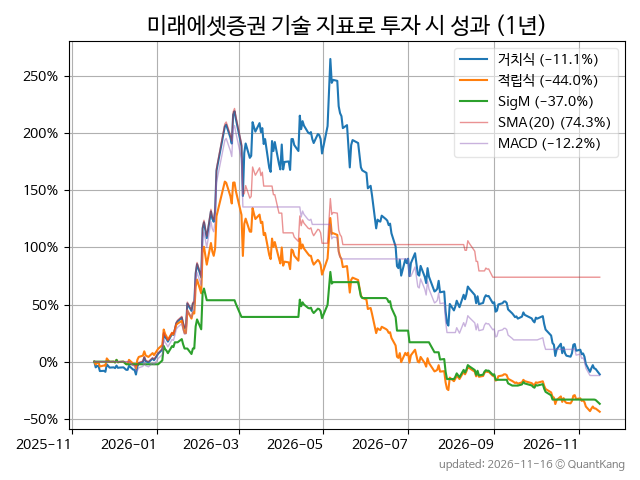 미래에셋증권 기술 지표로 투자 시 성과 (1년)
거치식 (−11.1%)
적립식 (−44.0%)
SigM (−37.0%)
SMA(20) (74.3%)
MACD (−12.2%)
250%
200%
150%
100%
50%
0%
−50%
2025-11 2026-01 2026-03 2026-05 2026-07 2026-09 2026-11
updated: 2026-11-16 © QuantKang